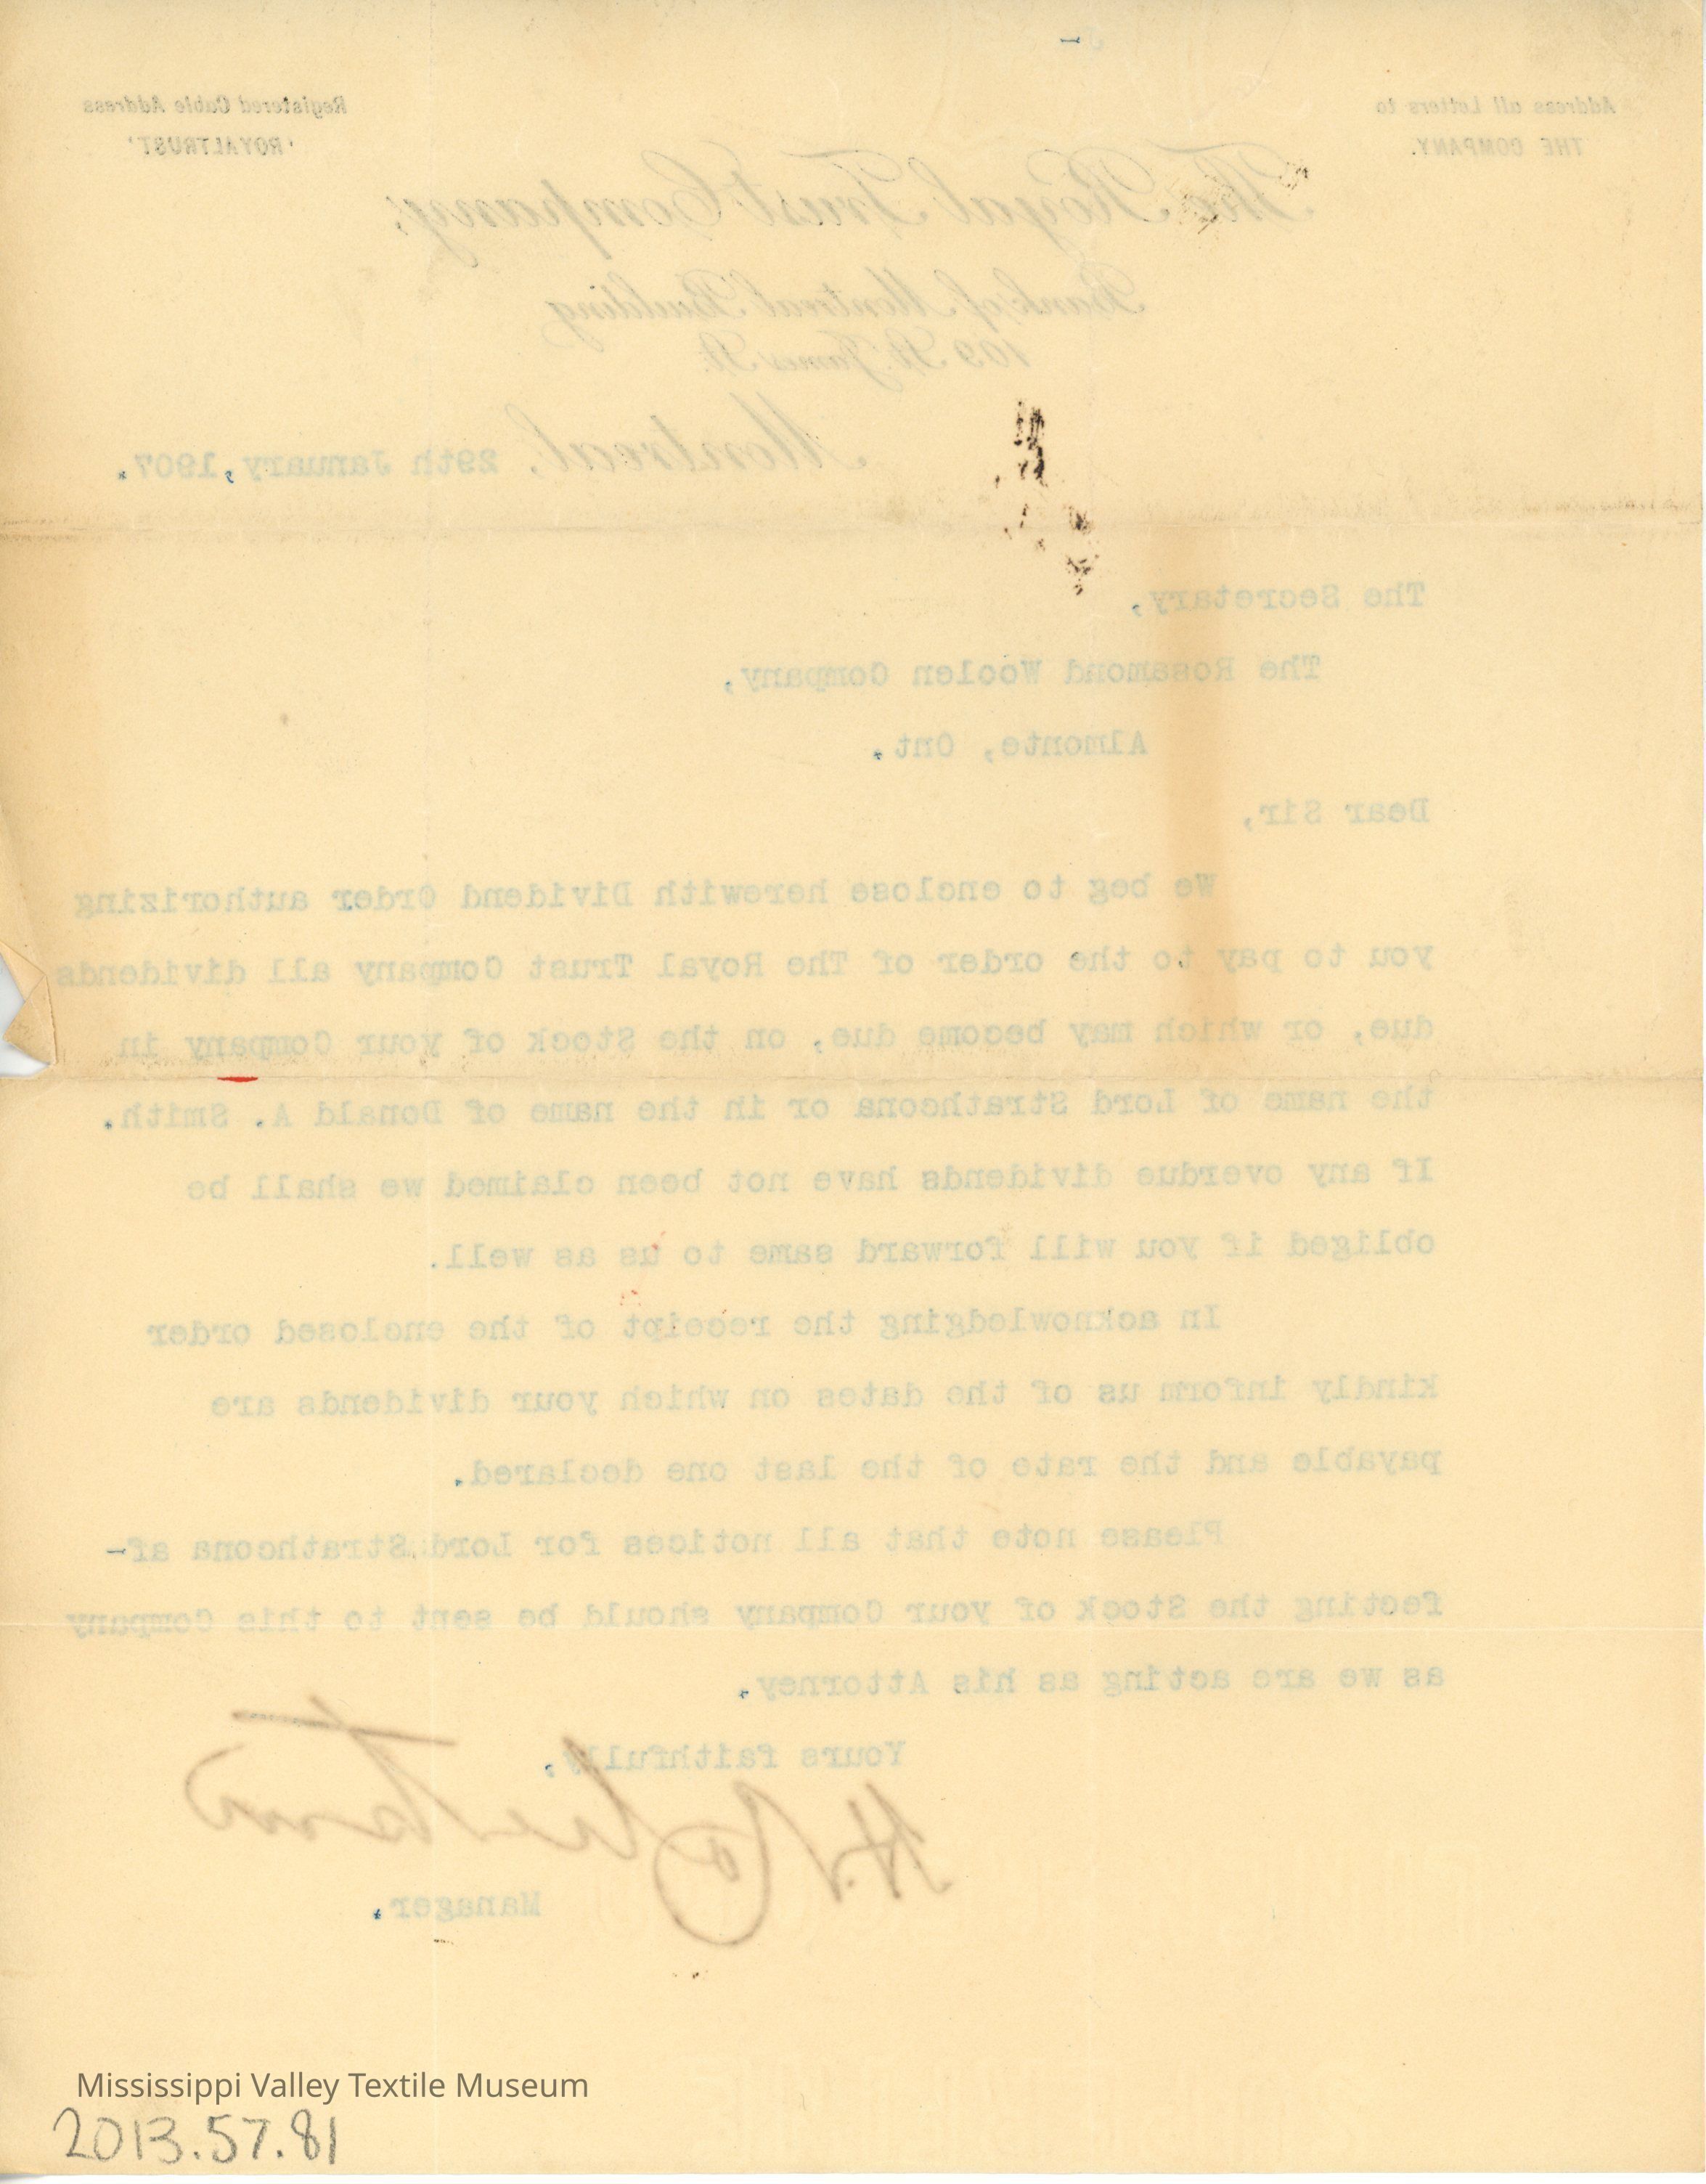 Address all Letters to
THE COMPANY.
Registered Cable Address
'ROYALTRUST'
The Royal Trust Company,
Bank of Montreal Building
109 St. James St.
Montreal, 29th January, 1907.
The Secretary,
The Rosamond Woolen Company,
Almonte, Ont.
Dear Sir,
We beg to enclose herewith Dividend Order authorizing
you to pay to the order of The Royal Trust Company all dividends
due, or which may become due, on the Stock of your Company in
the name of Lord Strathcona or in the name of Donald A. Smith.
If any overdue dividends have not been claimed we shall be
obliged if you will forward same to us as well.
In acknowledging the receipt of the enclosed order
kindly inform us of the dates on which your dividends are
payable and the rate of the last one declared.
Please note that all notices for Lord Strathcona af-
fecting the Stock of your Company should be sent to this Company
as we are acting as his Attorney.
Yours faithfully,
H. Robertson
Manager.
Mississippi Valley Textile Museum
2013.57.81